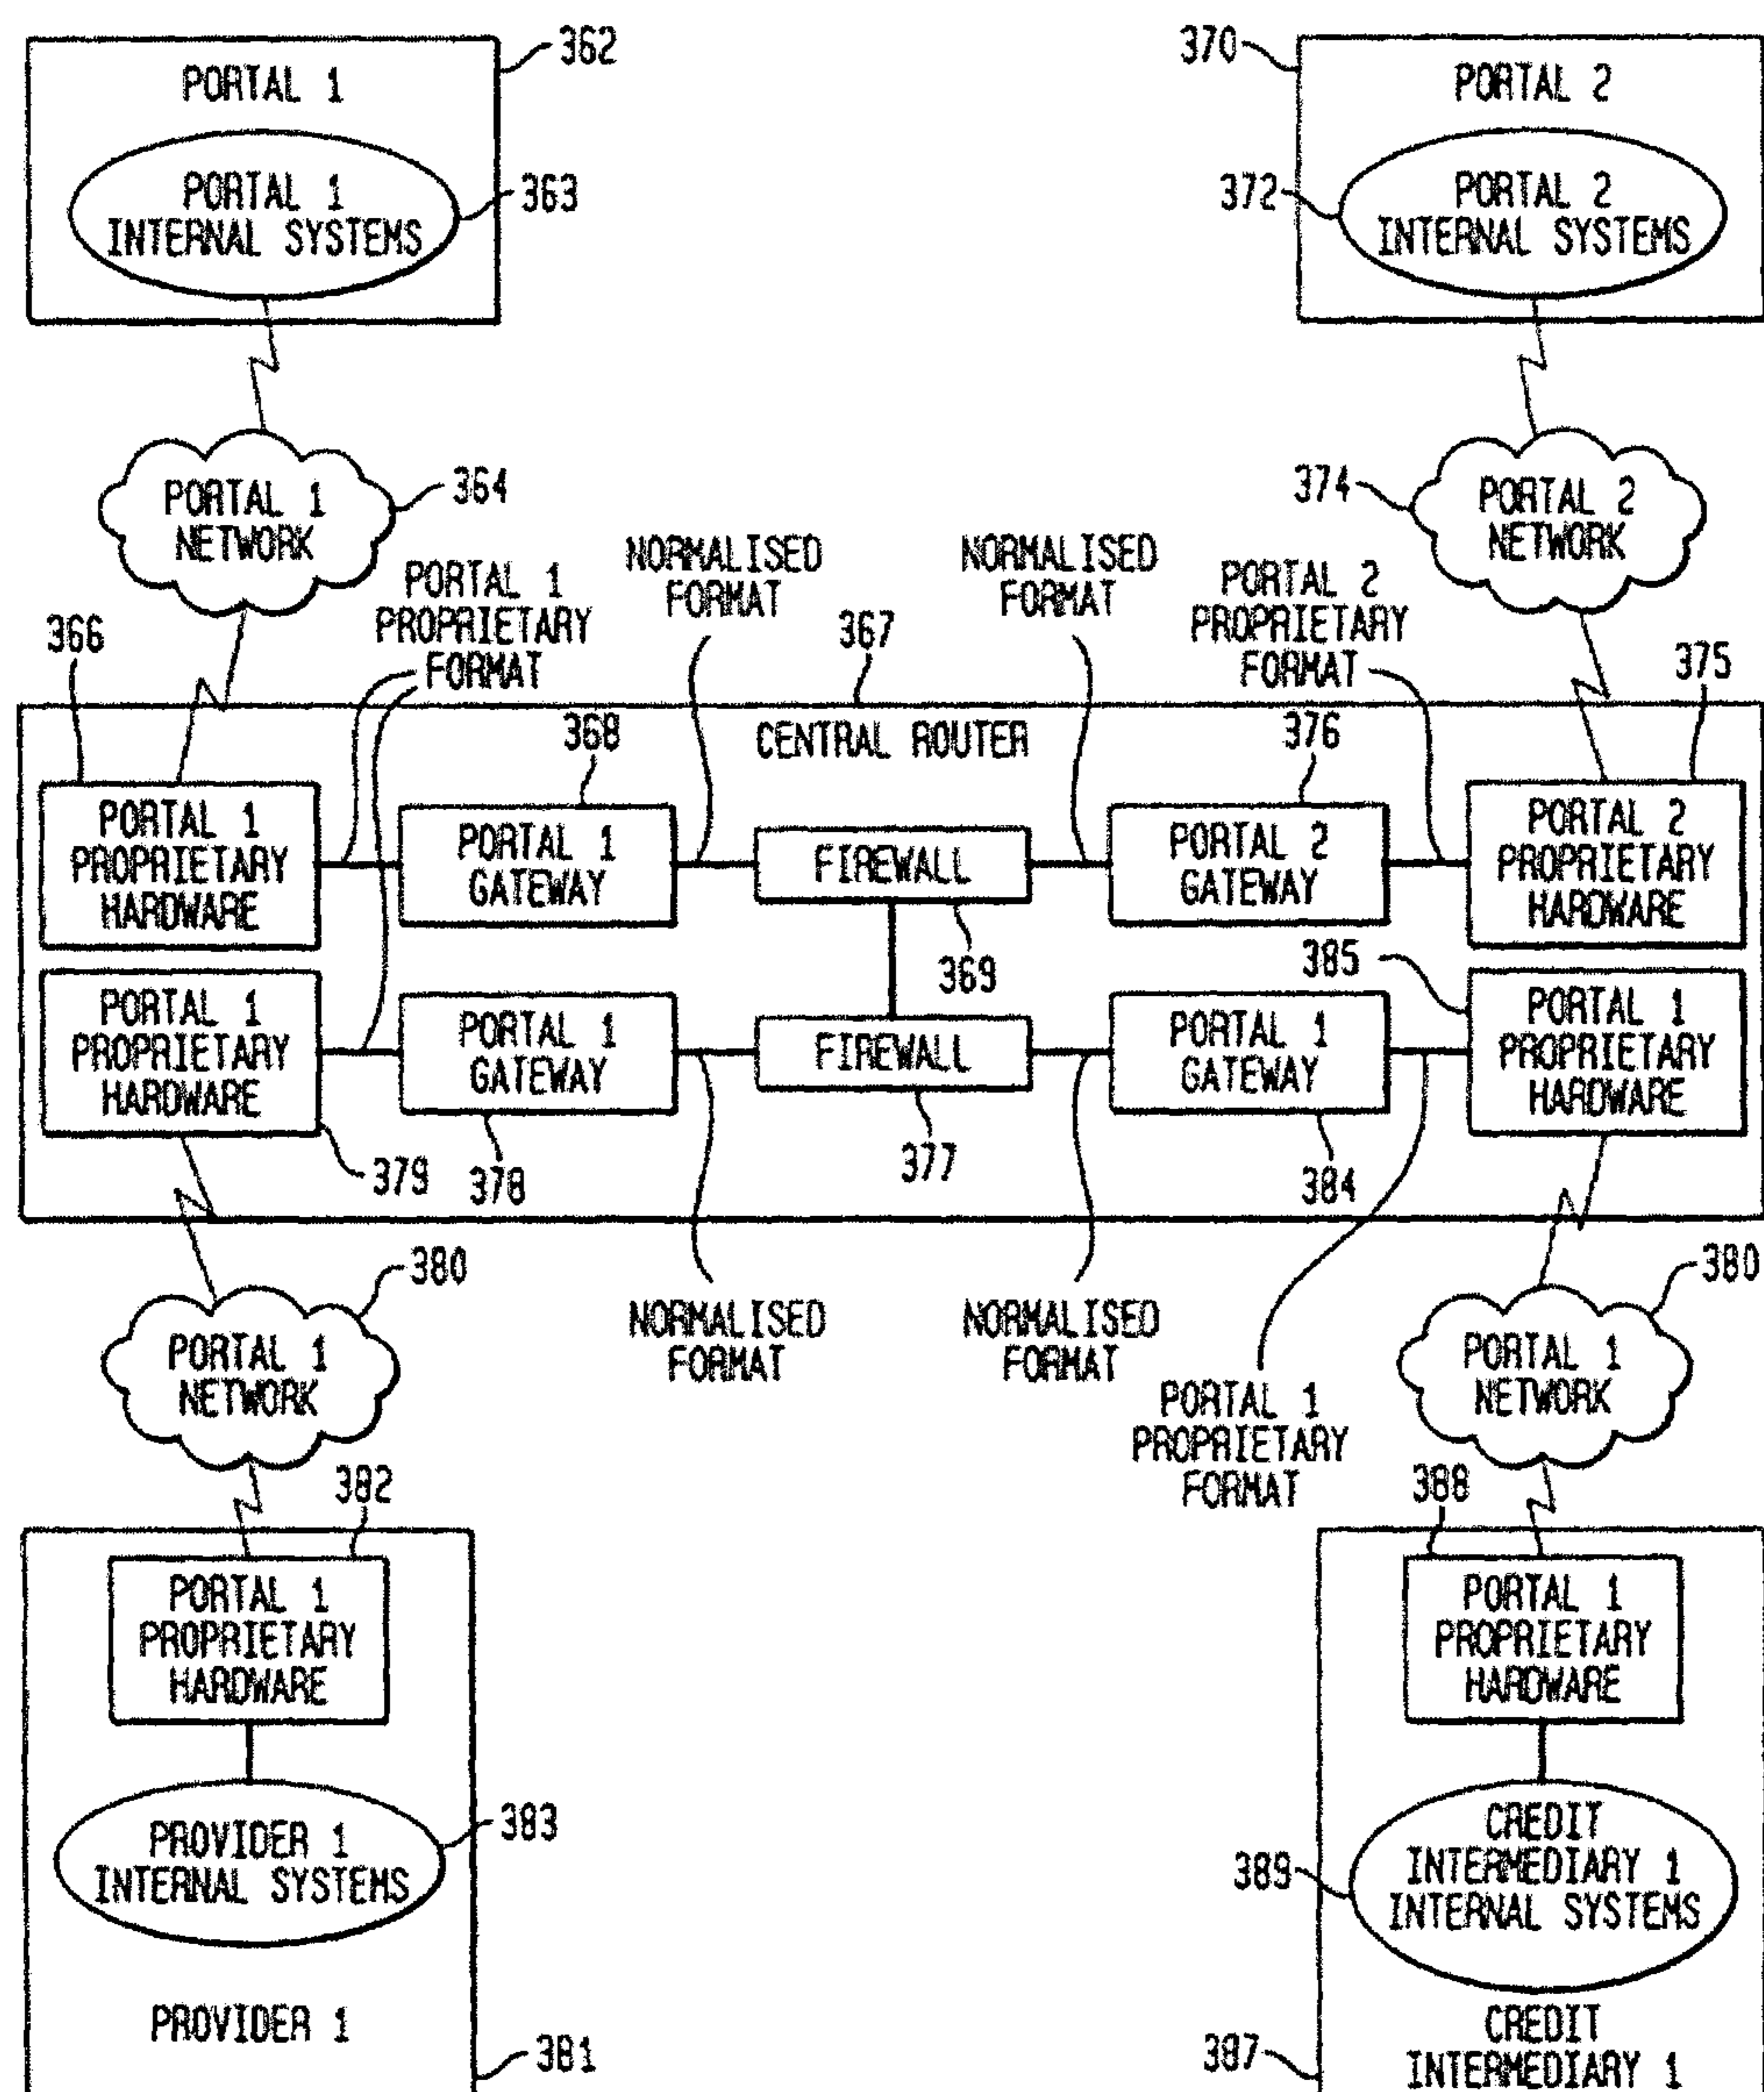 362
370
PORTAL 1
PORTAL 2
PORTAL 1
INTERNAL SYSTEMS
363
372
PORTAL 2
INTERNAL SYSTEMS
PORTAL 1
NETWORK
364
374
PORTAL 2
NETWORK
366
PORTAL 1
PROPRIETARY
FORMAT
NORMALISED
FORMAT
367
NORMALISED
FORMAT
PORTAL 2
PROPRIETARY
FORMAT
375
CENTRAL ROUTER
368
376
PORTAL 1
PROPRIETARY
HARDWARE
PORTAL 1
GATEWAY
FIREWALL
PORTAL 2
GATEWAY
PORTAL 2
PROPRIETARY
HARDWARE
369
385
PORTAL 1
PROPRIETARY
HARDWARE
PORTAL 1
GATEWAY
FIREWALL
PORTAL 1
GATEWAY
PORTAL 1
PROPRIETARY
HARDWARE
379
378
377
384
380
380
PORTAL 1
NETWORK
NORMALISED
FORMAT
NORMALISED
FORMAT
PORTAL 1
PROPRIETARY
FORMAT
PORTAL 1
NETWORK
382
388
PORTAL 1
PROPRIETARY
HARDWARE
PORTAL 1
PROPRIETARY
HARDWARE
PROVIDER 1
INTERNAL SYSTEMS
383
389
CREDIT
INTERMEDIARY 1
INTERNAL SYSTEMS
PROVIDER 1
381
387
CREDIT
INTERMEDIARY 1